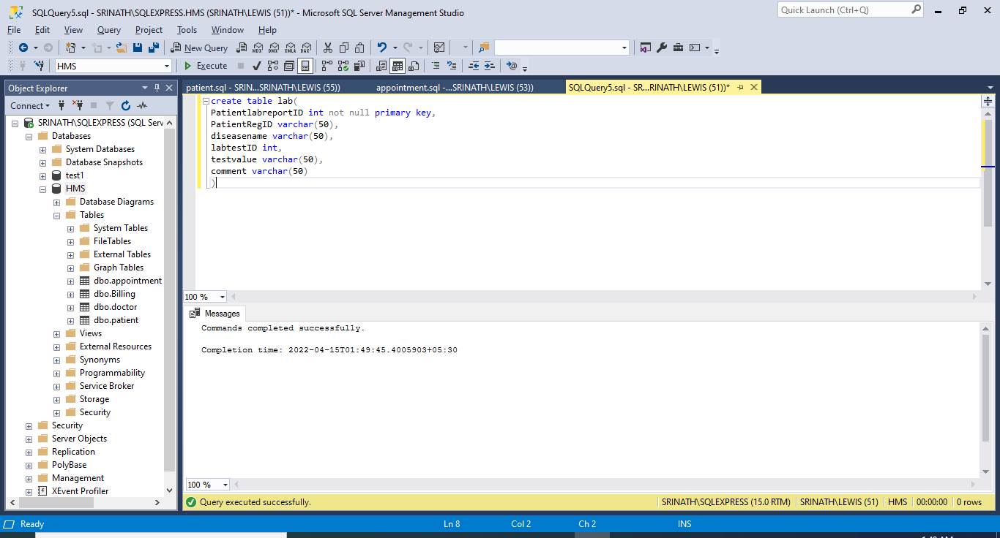 SQLQuery5.sql - SRINATH\SQLEXPRESS.HMS (SRINATH\LEWIS (51))* - Microsoft SQL Server Management Studio
Quick Launch (Ctrl+Q)
File Edit View Query Project Tools Window Help
New Query MDX DMX XMLA DAX
HMS Execute
Object Explorer
Connect
SRINATH\SQLEXPRESS (SQL Serv
Databases
System Databases
Database Snapshots
test1
HMS
Database Diagrams
Tables
System Tables
FileTables
External Tables
Graph Tables
dbo.appointment
dbo.Billing
dbo.doctor
dbo.patient
Views
External Resources
Synonyms
Programmability
Service Broker
Storage
Security
Security
Server Objects
Replication
PolyBase
Management
XEvent Profiler
patient.sql - SRIN...SRINATH\LEWIS (55)) appointment.sql -...SRINATH\LEWIS (53)) SQLQuery5.sql - SR...RINATH\LEWIS (51))*
create table lab(
PatientlabreportID int not null primary key,
PatientRegID varchar(50),
diseasename varchar(50),
labtestID int,
testvalue varchar(50),
comment varchar(50)
)
100 %
Messages
Commands completed successfully.
Completion time: 2022-04-15T01:49:45.4005903+05:30
100 %
Query executed successfully. SRINATH\SQLEXPRESS (15.0 RTM) SRINATH\LEWIS (51) HMS 00:00:00 0 rows
Ready Ln 8 Col 2 Ch 2 INS